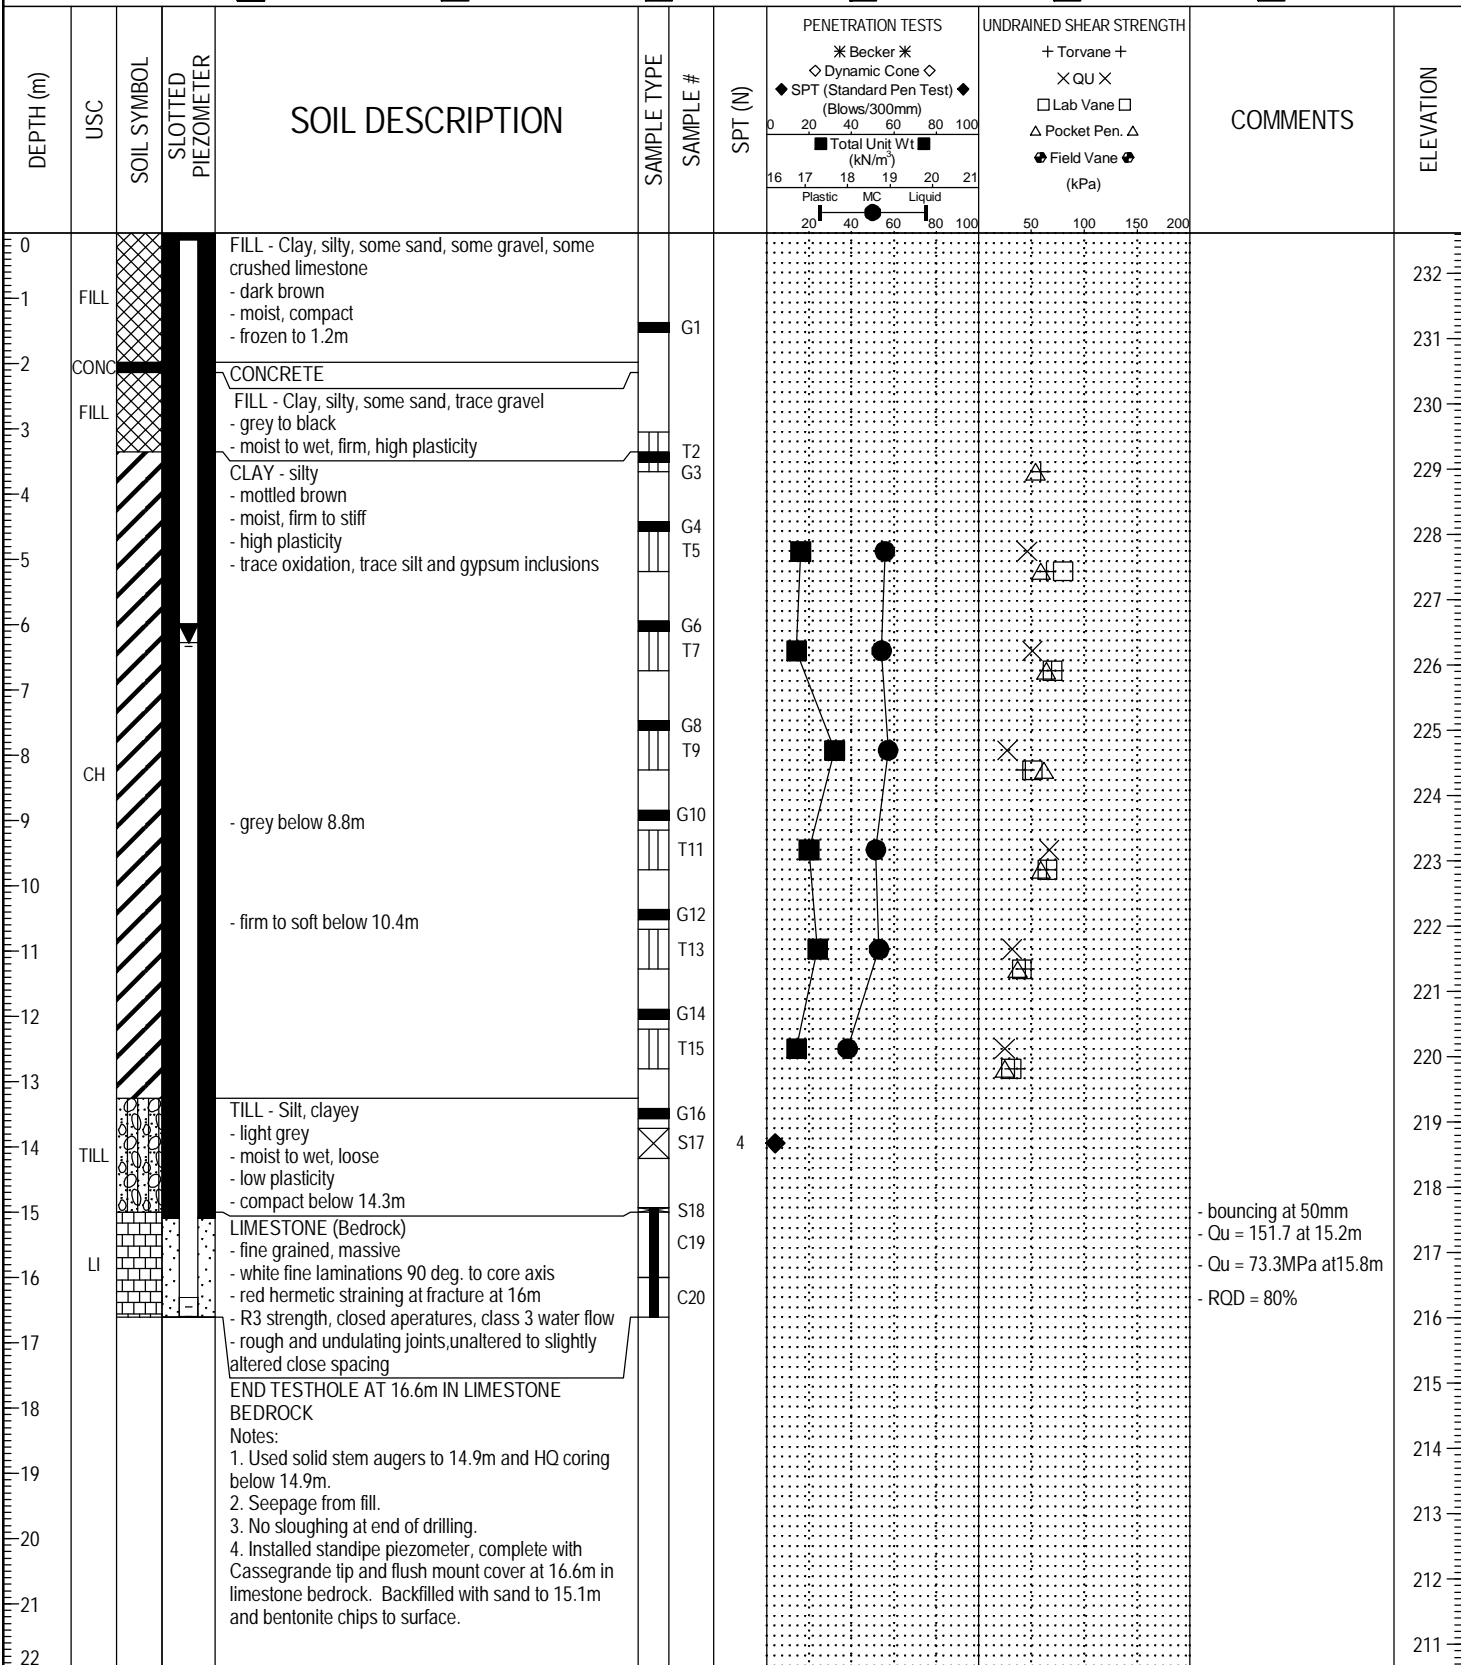 DEPTH (m)
USC
SOIL SYMBOL
SLOTTED
PIEZOMETER
SOIL DESCRIPTION
SAMPLE TYPE
SAMPLE #
SPT (N)
PENETRATION TESTS
✳ Becker ✳
◇ Dynamic Cone ◇
◆ SPT (Standard Pen Test) ◆
(Blows/300mm)
0 20 40 60 80 100
■ Total Unit Wt ■
(kN/m³)
16 17 18 19 20 21
Plastic MC Liquid
20 40 60 80 100
UNDRAINED SHEAR STRENGTH
+ Torvane +
× QU ×
□ Lab Vane □
△ Pocket Pen. △
Field Vane
(kPa)
50 100 150 200
COMMENTS
ELEVATION
0
1
2
3
4
5
6
7
8
9
10
11
12
13
14
15
16
17
18
19
20
21
22
FILL
CONC
FILL
CH
TILL
LI
FILL - Clay, silty, some sand, some gravel, some
crushed limestone
- dark brown
- moist, compact
- frozen to 1.2m
CONCRETE
FILL - Clay, silty, some sand, trace gravel
- grey to black
- moist to wet, firm, high plasticity
CLAY - silty
- mottled brown
- moist, firm to stiff
- high plasticity
- trace oxidation, trace silt and gypsum inclusions
- grey below 8.8m
- firm to soft below 10.4m
TILL - Silt, clayey
- light grey
- moist to wet, loose
- low plasticity
- compact below 14.3m
LIMESTONE (Bedrock)
- fine grained, massive
- white fine laminations 90 deg. to core axis
- red hermetic straining at fracture at 16m
- R3 strength, closed aperatures, class 3 water flow
- rough and undulating joints,unaltered to slightly
altered close spacing
END TESTHOLE AT 16.6m IN LIMESTONE
BEDROCK
Notes:
1. Used solid stem augers to 14.9m and HQ coring
below 14.9m.
2. Seepage from fill.
3. No sloughing at end of drilling.
4. Installed standipe piezometer, complete with
Cassegrande tip and flush mount cover at 16.6m in
limestone bedrock. Backfilled with sand to 15.1m
and bentonite chips to surface.
G1
T2
G3
G4
T5
G6
T7
G8
T9
G10
T11
G12
T13
G14
T15
G16
S17
S18
C19
C20
4
- bouncing at 50mm
- Qu = 151.7 at 15.2m
- Qu = 73.3MPa at15.8m
- RQD = 80%
232
231
230
229
228
227
226
225
224
223
222
221
220
219
218
217
216
215
214
213
212
211